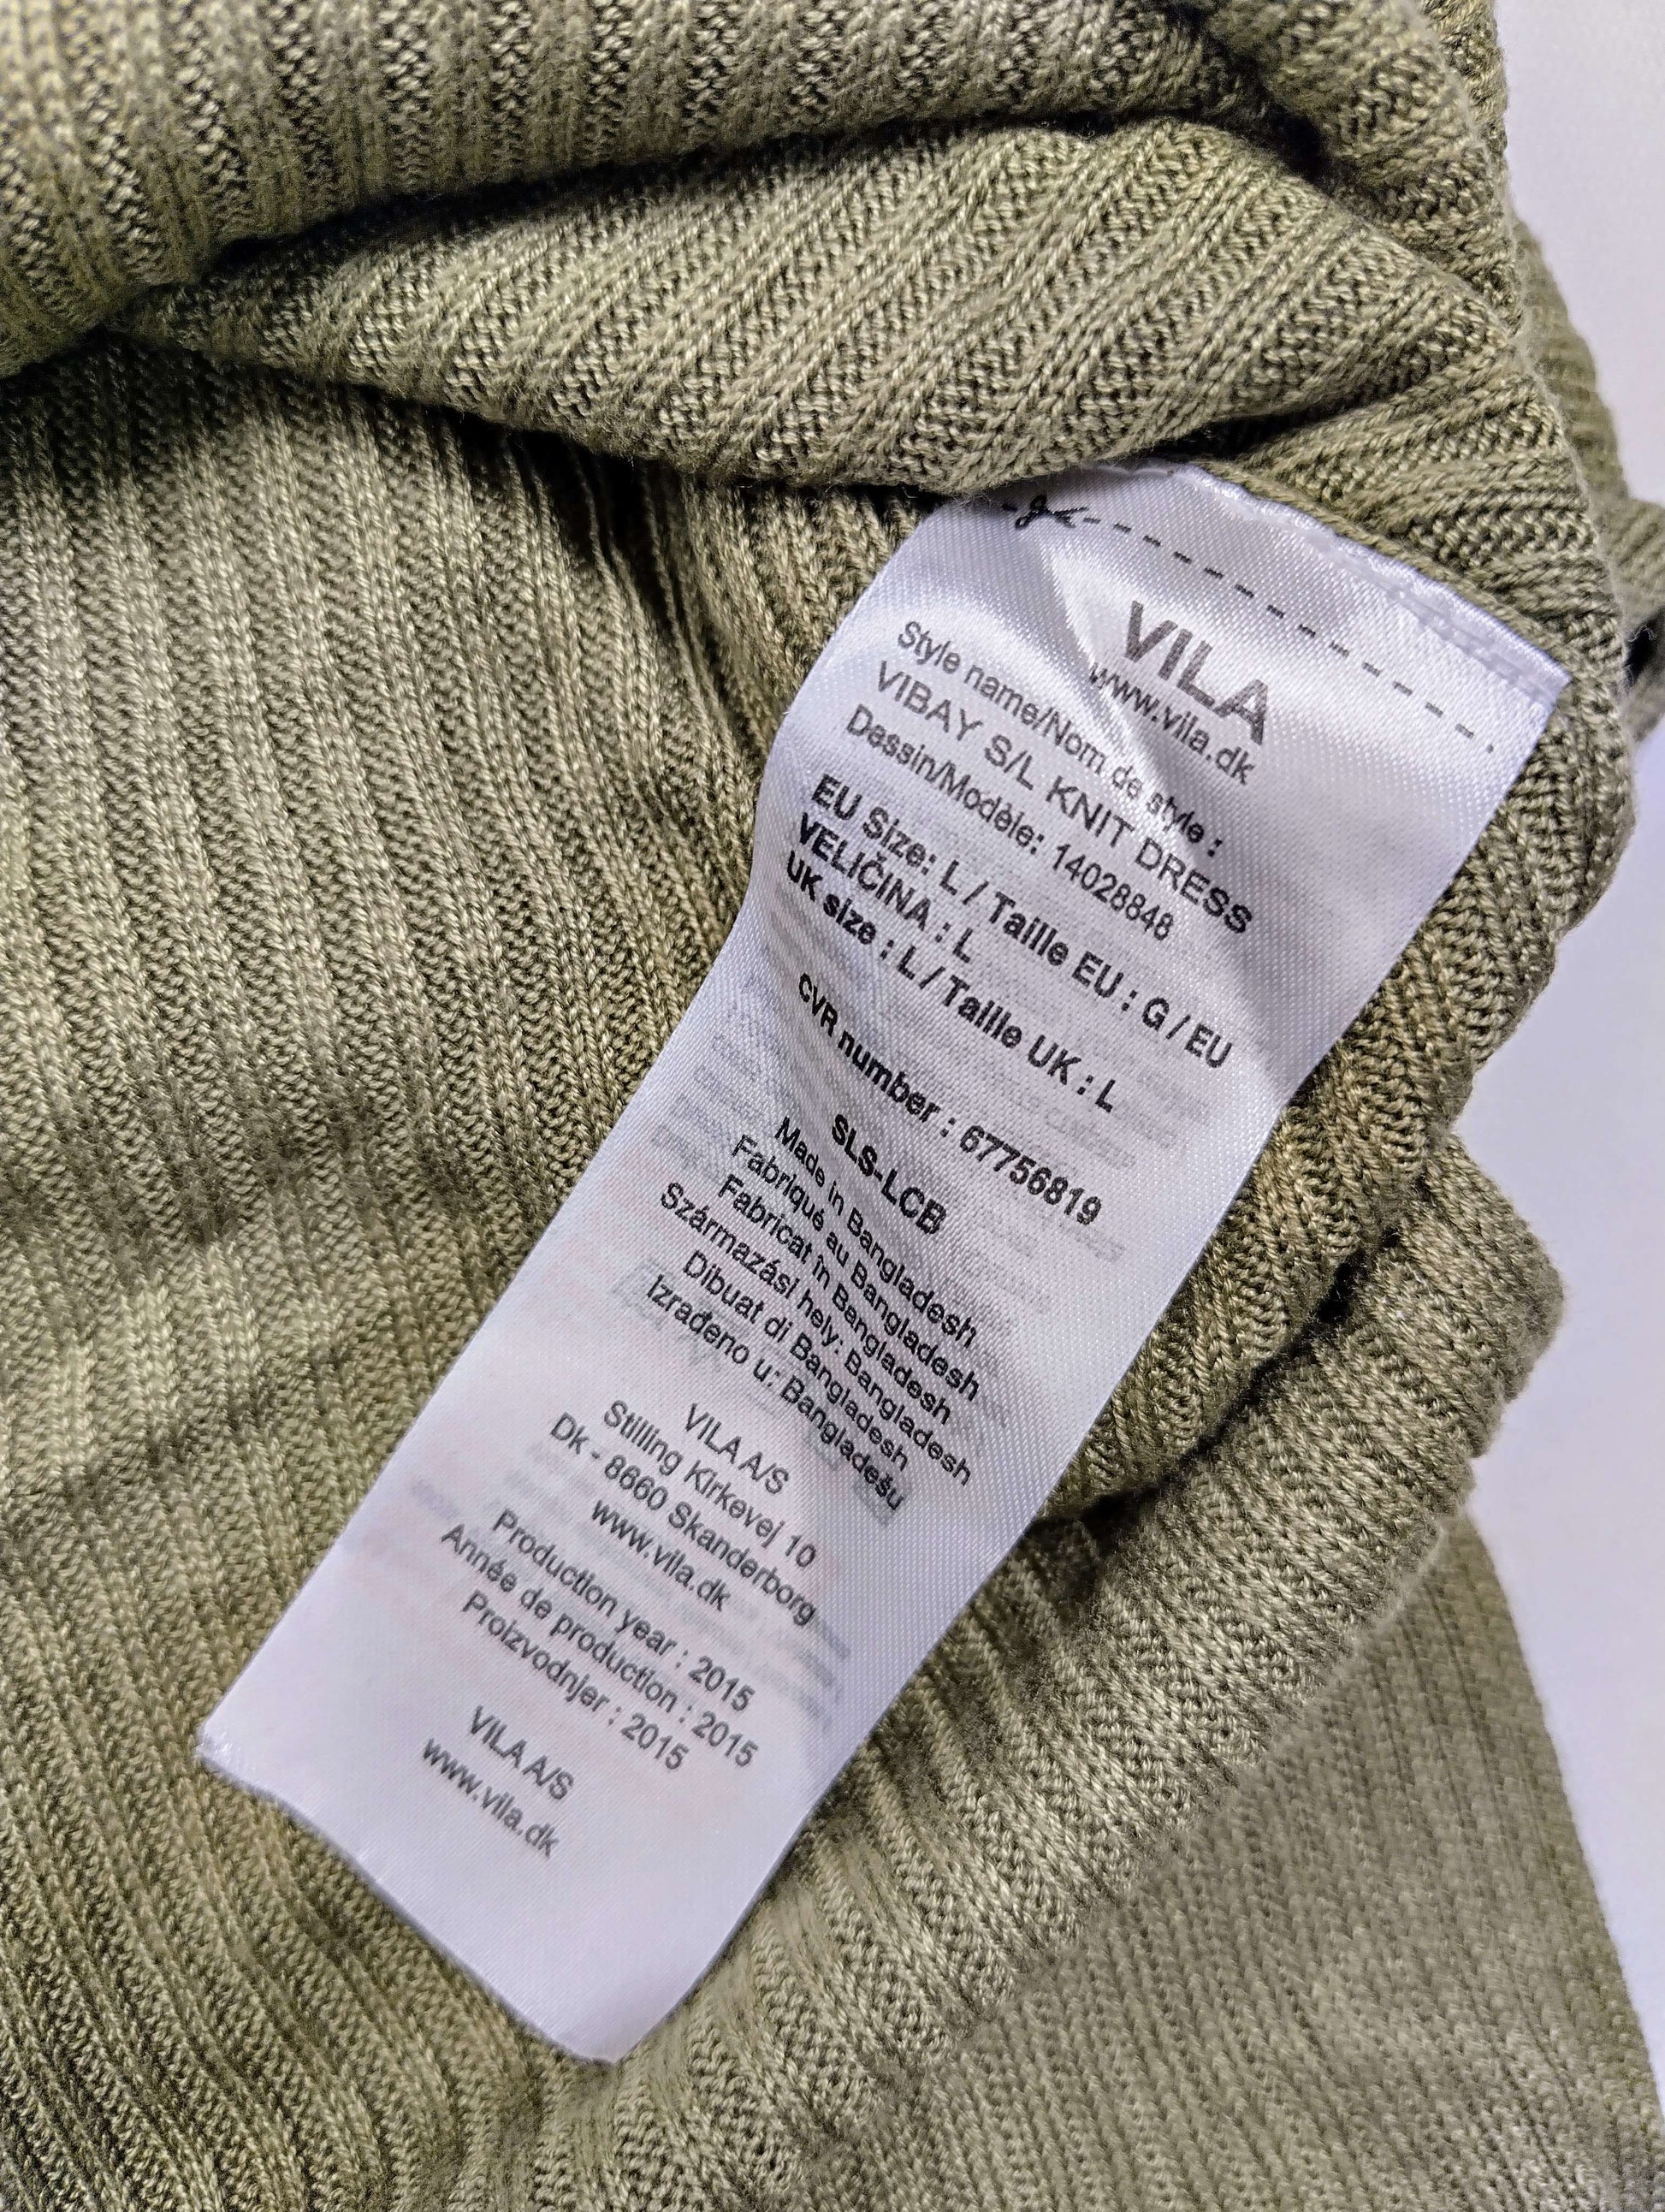 VILA
www.vila.dk
Style name/Nom de style :
VIBAY S/L KNIT DRESS
Dessin/Modèle: 14028848
EU Size: L / Taille EU : G / EU
VELIČINA : L
UK size : L / Taille UK : L
CVR number : 67756819
SLS-LCB
Made in Bangladesh
Fabriqué au Bangladesh
Fabricat în Bangladesh
Származási hely: Bangladesh
Dibuat di Bangladesh
Izrađeno u: Bangladešu
VILA A/S
Stilling Kirkevej 10
Dk - 8660 Skanderborg
www.vila.dk
Production year : 2015
Année de production : 2015
Proizvodnjer : 2015
VILA A/S
www.vila.dk